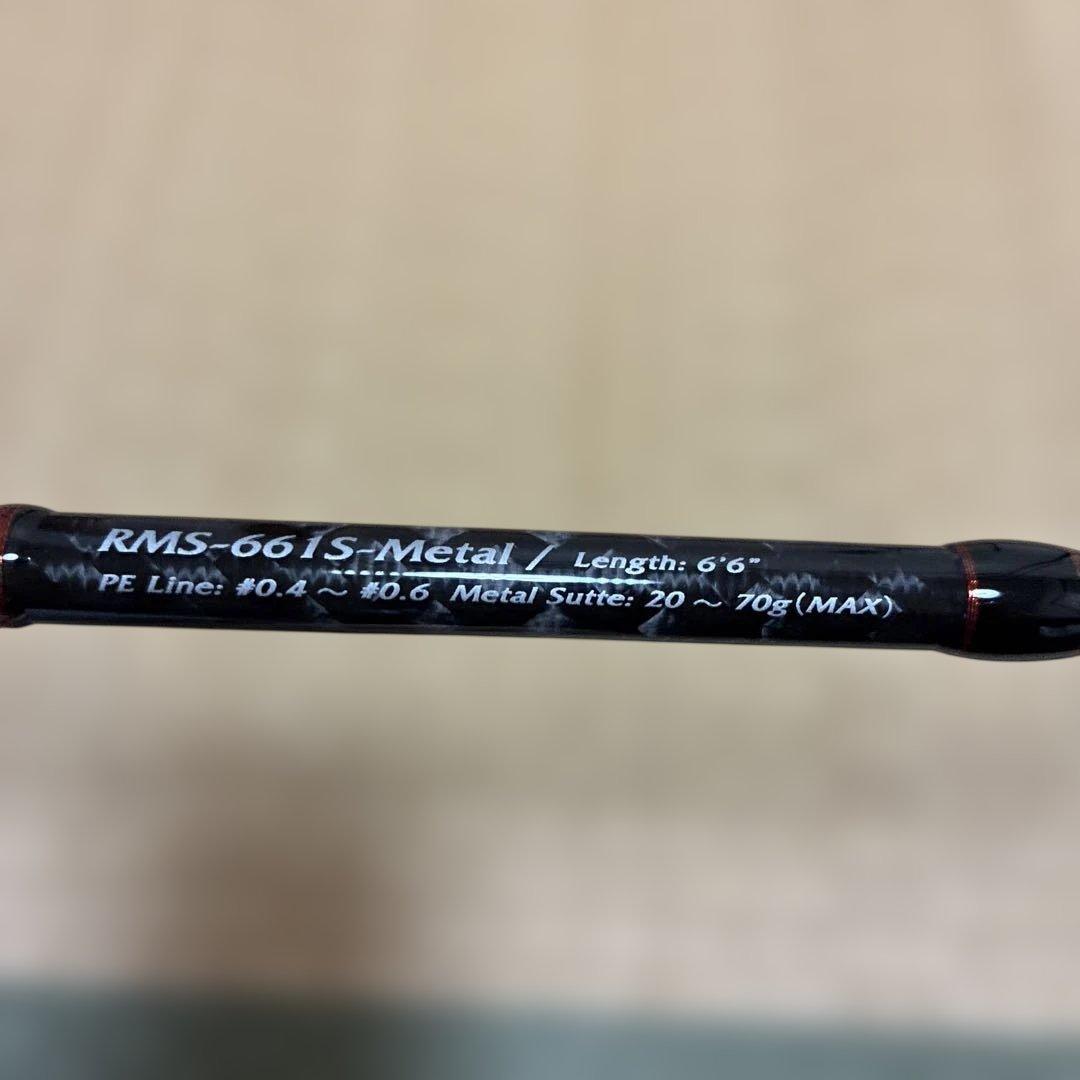 RMS-661S-Metal / Length: 6'6"
PE Line: #0.4 ～ #0.6 Metal Sutte: 20 ～ 70g(MAX)